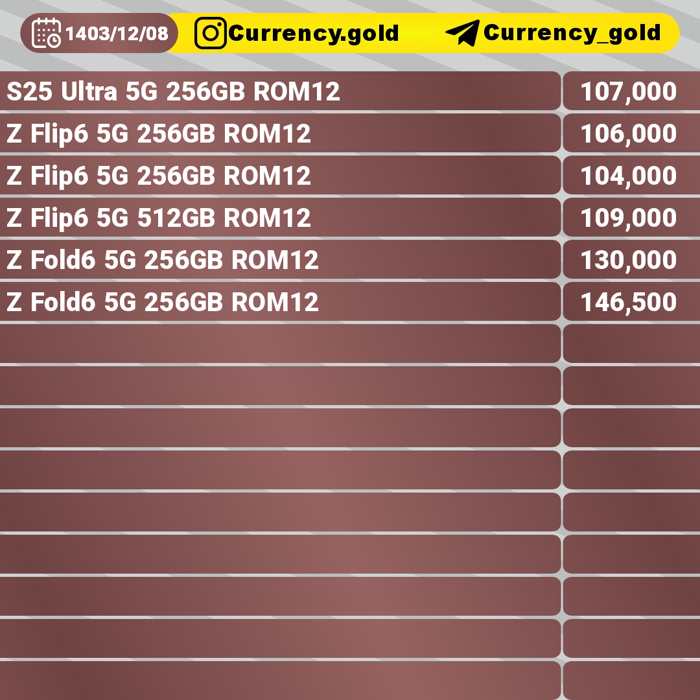 1403/12/08 Currency.gold Currency_gold
S25 Ultra 5G 256GB ROM12 107,000
Z Flip6 5G 256GB ROM12 106,000
Z Flip6 5G 256GB ROM12 104,000
Z Flip6 5G 512GB ROM12 109,000
Z Fold6 5G 256GB ROM12 130,000
Z Fold6 5G 256GB ROM12 146,500